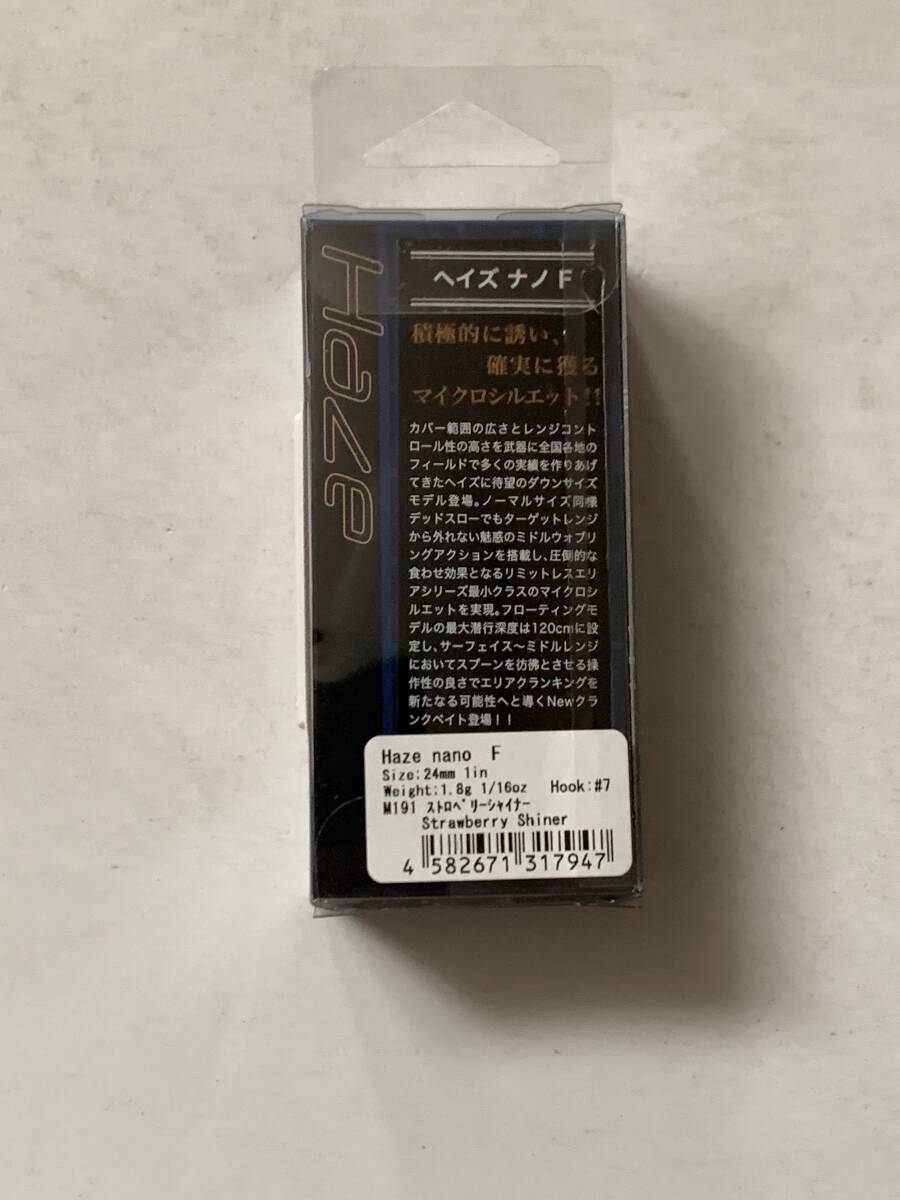 Haze
ヘイズ ナノ F
積極的に誘い、
確実に獲る
マイクロシルエット!!
カバー範囲の広さとレンジコント
ロール性の高さを武器に全国各地の
フィールドで多くの実績を作りあげ
てきたヘイズに待望のダウンサイズ
モデル登場。ノーマルサイズ同様
デッドスローでもターゲットレンジ
から外れない魅惑のミドルウォブリ
ングアクションを搭載し、圧倒的な
食わせ効果となるリミットレスエリ
アシリーズ最小クラスのマイクロシ
ルエットを実現。フローティングモ
デルの最大潜行深度は120cmに設
定し、サーフェイス〜ミドルレンジ
においてスプーンを彷彿とさせる操
作性の良さでエリアクランキングを
新たなる可能性へと導くNewクラ
ンクベイト登場!!
Haze nano F
Size:24mm 1in
Weight:1.8g 1/16oz Hook:#7
M191 ストロベリーシャイナー
Strawberry Shiner
4 582671 317947